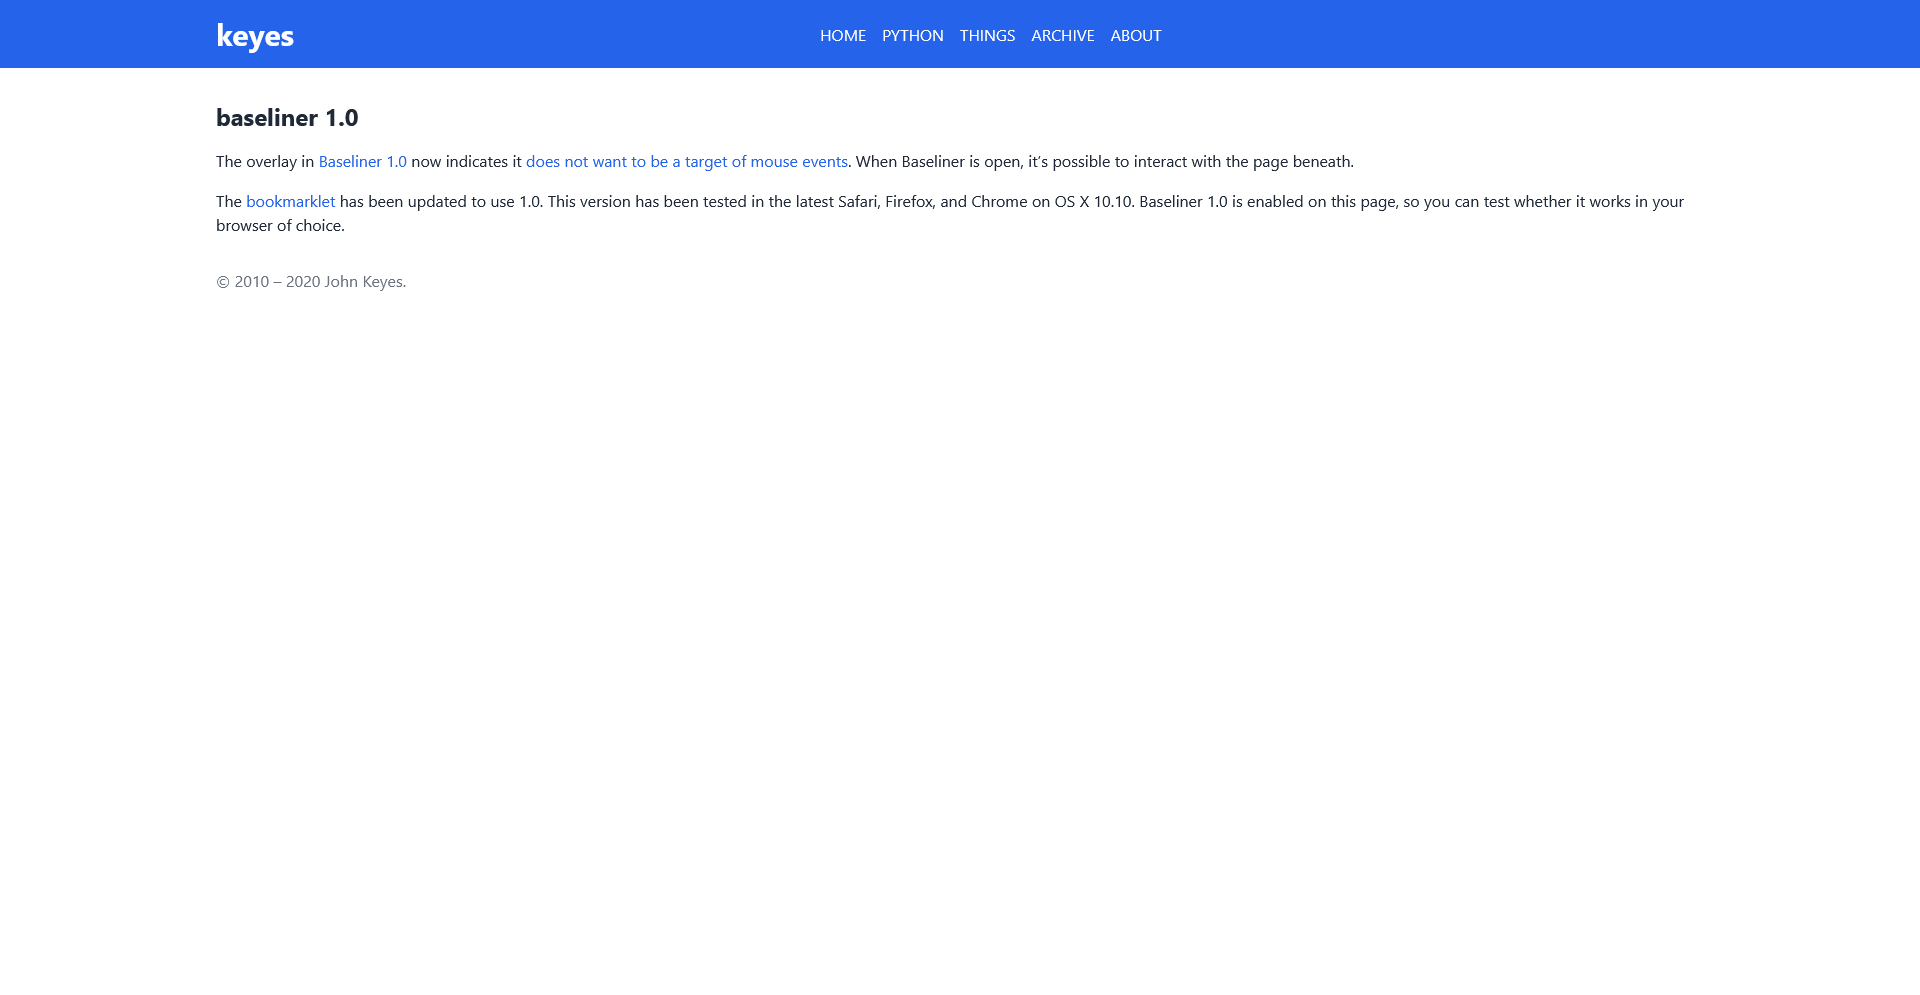 keyes
HOME PYTHON THINGS ARCHIVE ABOUT
baseliner 1.0
The overlay in Baseliner 1.0 now indicates it does not want to be a target of mouse events. When Baseliner is open, it’s possible to interact with the page beneath.
The bookmarklet has been updated to use 1.0. This version has been tested in the latest Safari, Firefox, and Chrome on OS X 10.10. Baseliner 1.0 is enabled on this page, so you can test whether it works in your
browser of choice.
© 2010 – 2020 John Keyes.